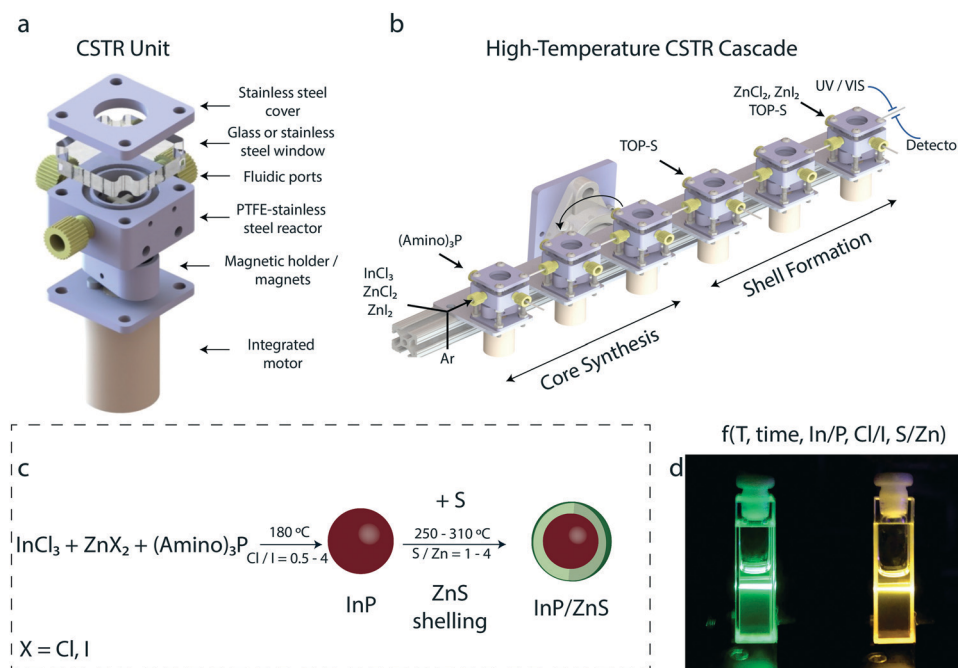 a
CSTR Unit
Stainless steel
cover
Glass or stainless
steel window
Fluidic ports
PTFE-stainless
steel reactor
Magnetic holder /
magnets
Integrated
motor
b
High-Temperature CSTR Cascade
ZnCl₂, ZnI₂
TOP-S
UV / VIS
Detecto
TOP-S
(Amino)₃P
InCl₃
ZnCl₂
ZnI₂
Ar
Core Synthesis
Shell Formation
c
InCl₃ + ZnX₂ + (Amino)₃P
180 ºC
Cl / I = 0.5 - 4
InP
+ S
250 - 310 ºC
S / Zn = 1 - 4
ZnS
shelling
InP/ZnS
X = Cl, I
f(T, time, In/P, Cl/I, S/Zn)
d